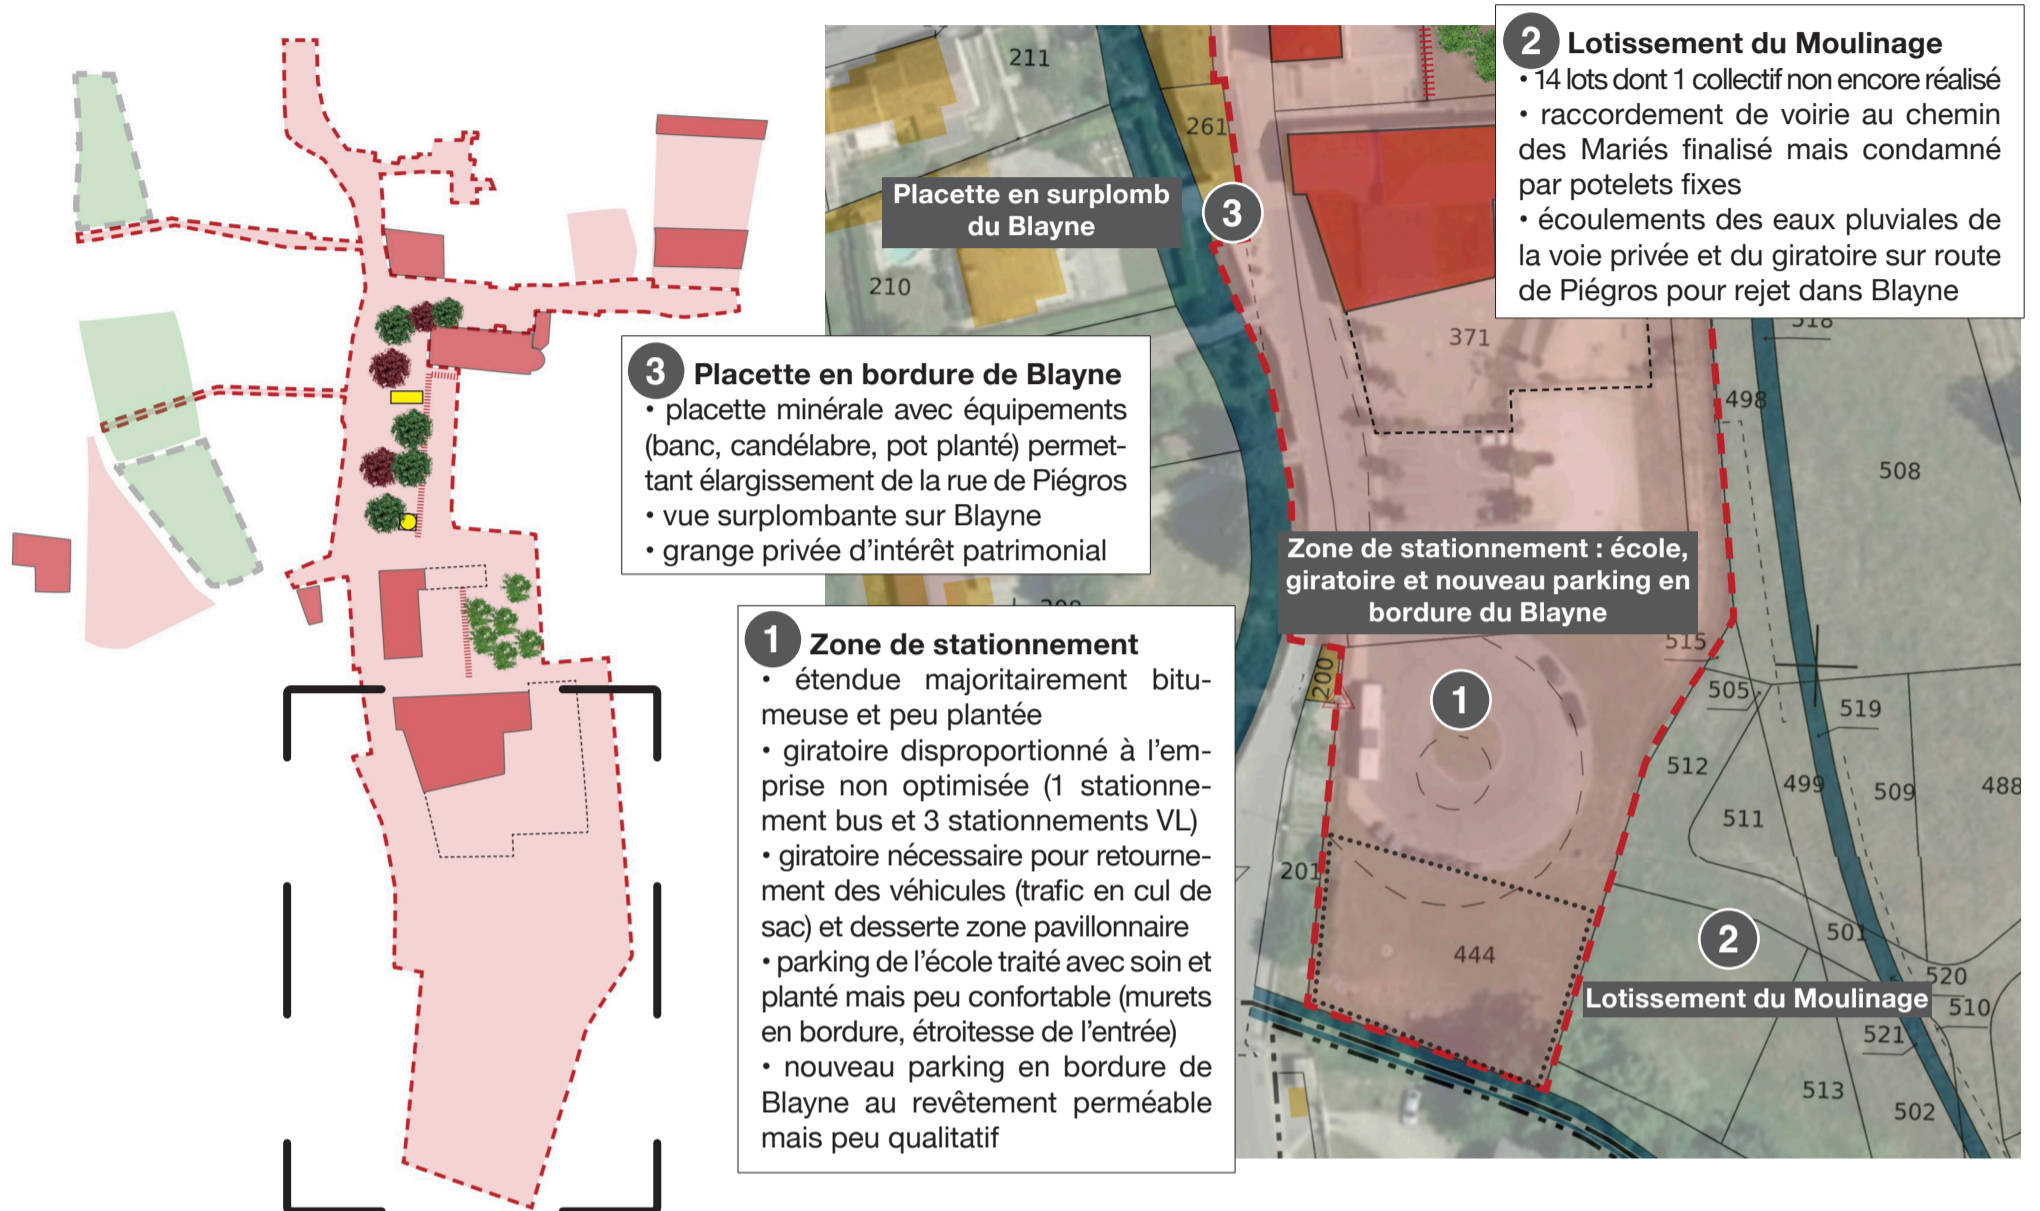 2 Lotissement du Moulinage
• 14 lots dont 1 collectif non encore réalisé
• raccordement de voirie au chemin
des Mariés finalisé mais condamné
par potelets fixes
• écoulements des eaux pluviales de
la voie privée et du giratoire sur route
de Piégros pour rejet dans Blayne
211
261
Placette en surplomb
du Blayne
3
210
371
518
498
508
3 Placette en bordure de Blayne
• placette minérale avec équipements
(banc, candélabre, pot planté) permet-
tant élargissement de la rue de Piégros
• vue surplombante sur Blayne
• grange privée d'intérêt patrimonial
Zone de stationnement : école,
giratoire et nouveau parking en
bordure du Blayne
1 Zone de stationnement
• étendue majoritairement bitu-
meuse et peu plantée
• giratoire disproportionné à l'em-
prise non optimisée (1 stationne-
ment bus et 3 stationnements VL)
• giratoire nécessaire pour retourne-
ment des véhicules (trafic en cul de
sac) et desserte zone pavillonnaire
• parking de l'école traité avec soin et
planté mais peu confortable (murets
en bordure, étroitesse de l'entrée)
• nouveau parking en bordure de
Blayne au revêtement perméable
mais peu qualitatif
515
200
505
1
519
512
499
509
488
511
201
501
2
444
520
Lotissement du Moulinage
510
521
513
502